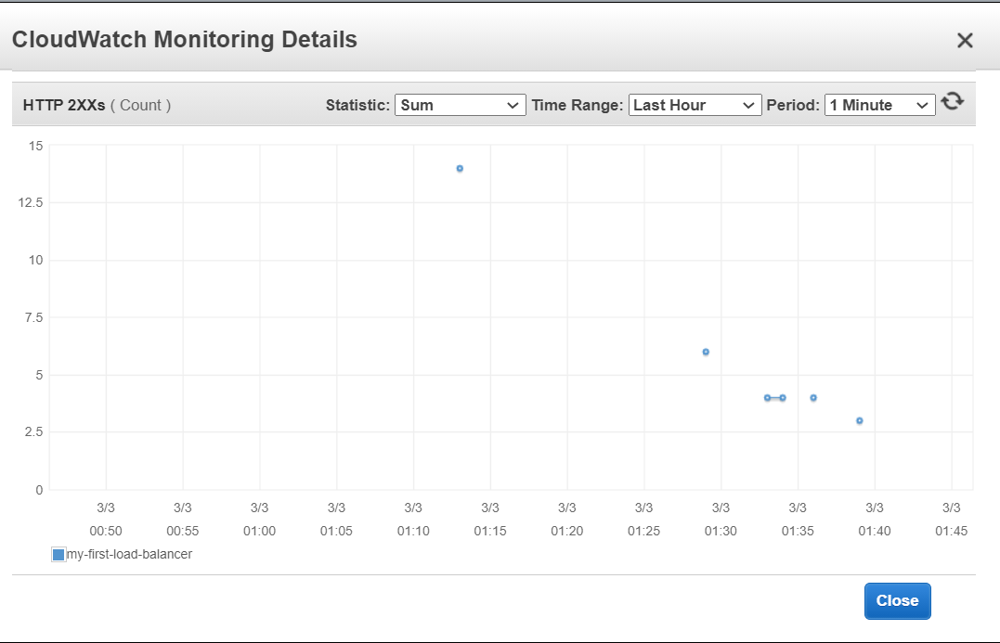 CloudWatch Monitoring Details
HTTP 2XXs ( Count ) Statistic: Sum Time Range: Last Hour Period: 1 Minute
15
12.5
10
7.5
5
2.5
0
3/3 3/3 3/3 3/3 3/3 3/3 3/3 3/3 3/3 3/3 3/3 3/3
00:50 00:55 01:00 01:05 01:10 01:15 01:20 01:25 01:30 01:35 01:40 01:45
my-first-load-balancer
Close